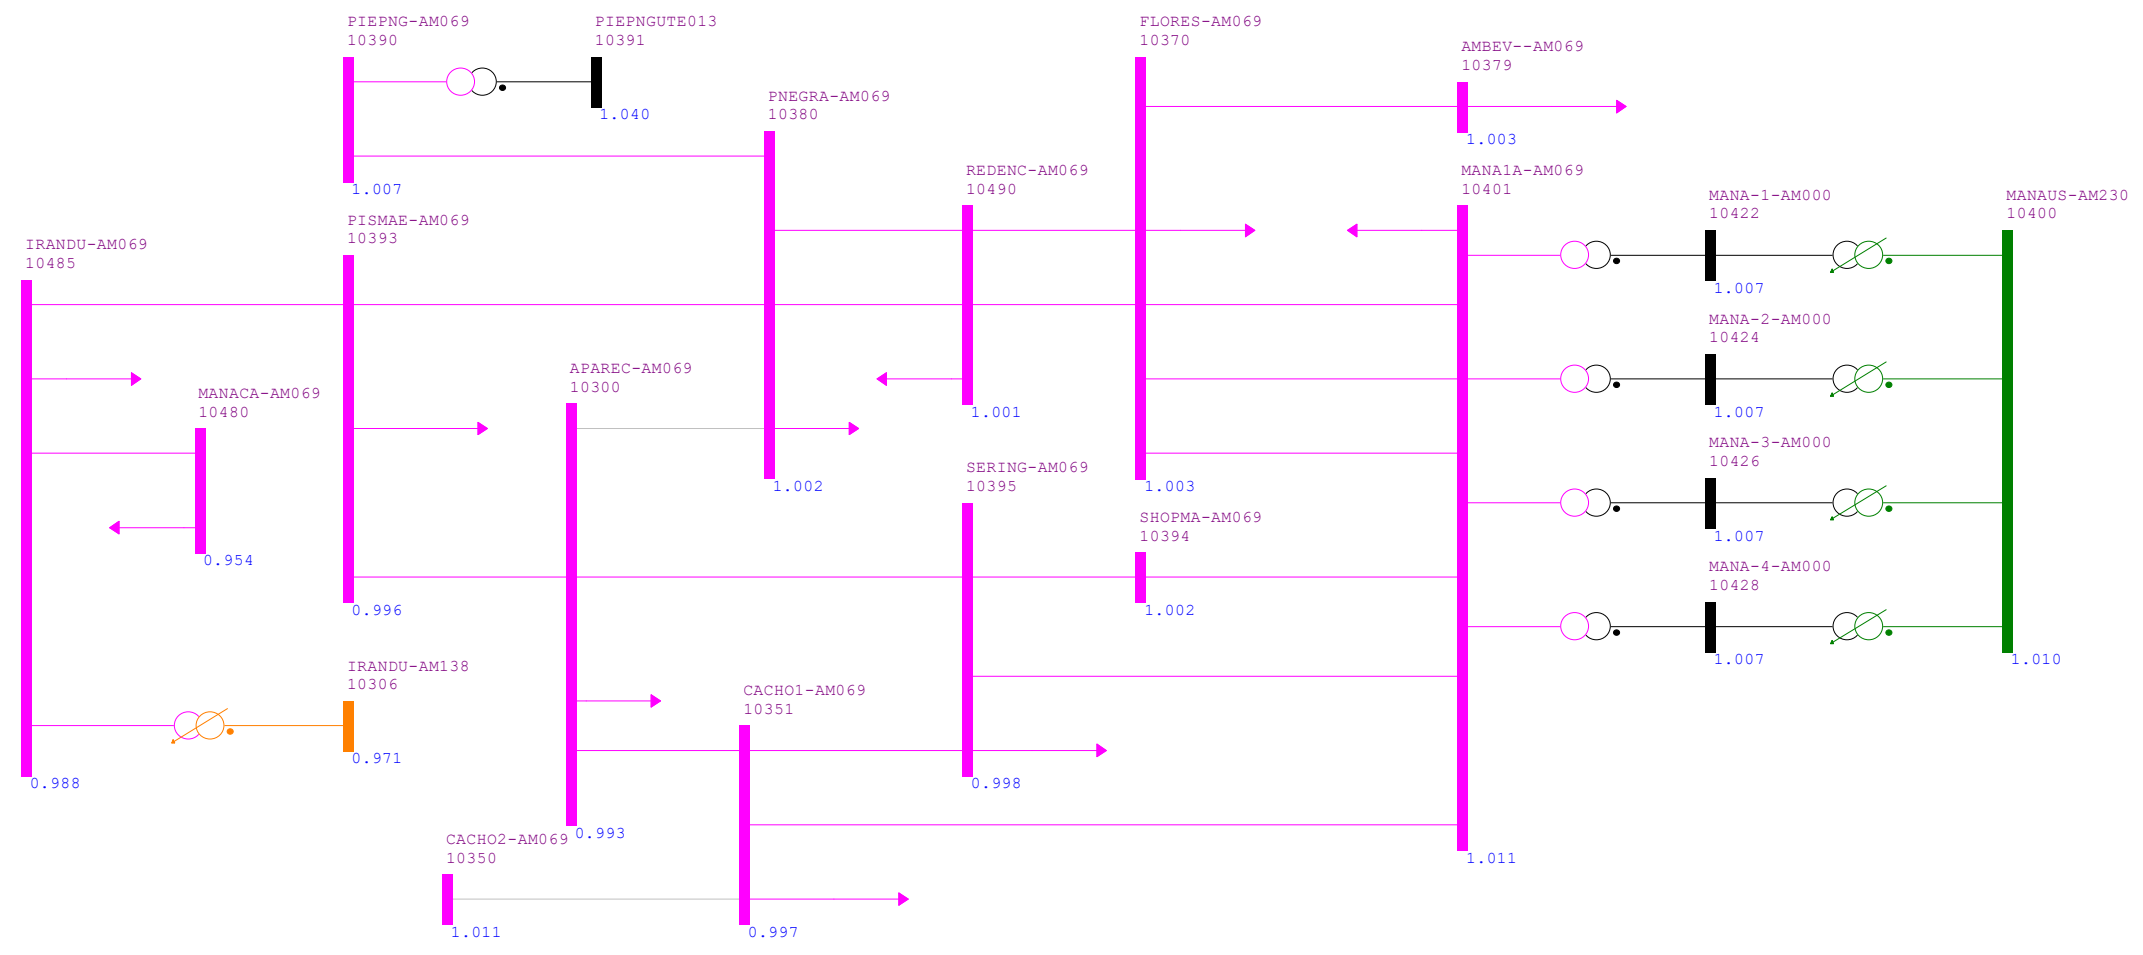 PIEPNG-AM069
10390
1.007
PIEPNGUTE013
10391
1.040
PNEGRA-AM069
10380
1.002
FLORES-AM069
10370
1.003
AMBEV--AM069
10379
1.003
REDENC-AM069
10490
1.001
MANA1A-AM069
10401
1.011
MANA-1-AM000
10422
1.007
MANAUS-AM230
10400
1.010
IRANDU-AM069
10485
0.988
PISMAE-AM069
10393
0.996
MANA-2-AM000
10424
1.007
MANACA-AM069
10480
0.954
APAREC-AM069
10300
0.993
SERING-AM069
10395
0.998
MANA-3-AM000
10426
1.007
SHOPMA-AM069
10394
1.002
MANA-4-AM000
10428
1.007
IRANDU-AM138
10306
0.971
CACHO1-AM069
10351
0.997
CACHO2-AM069
10350
1.011